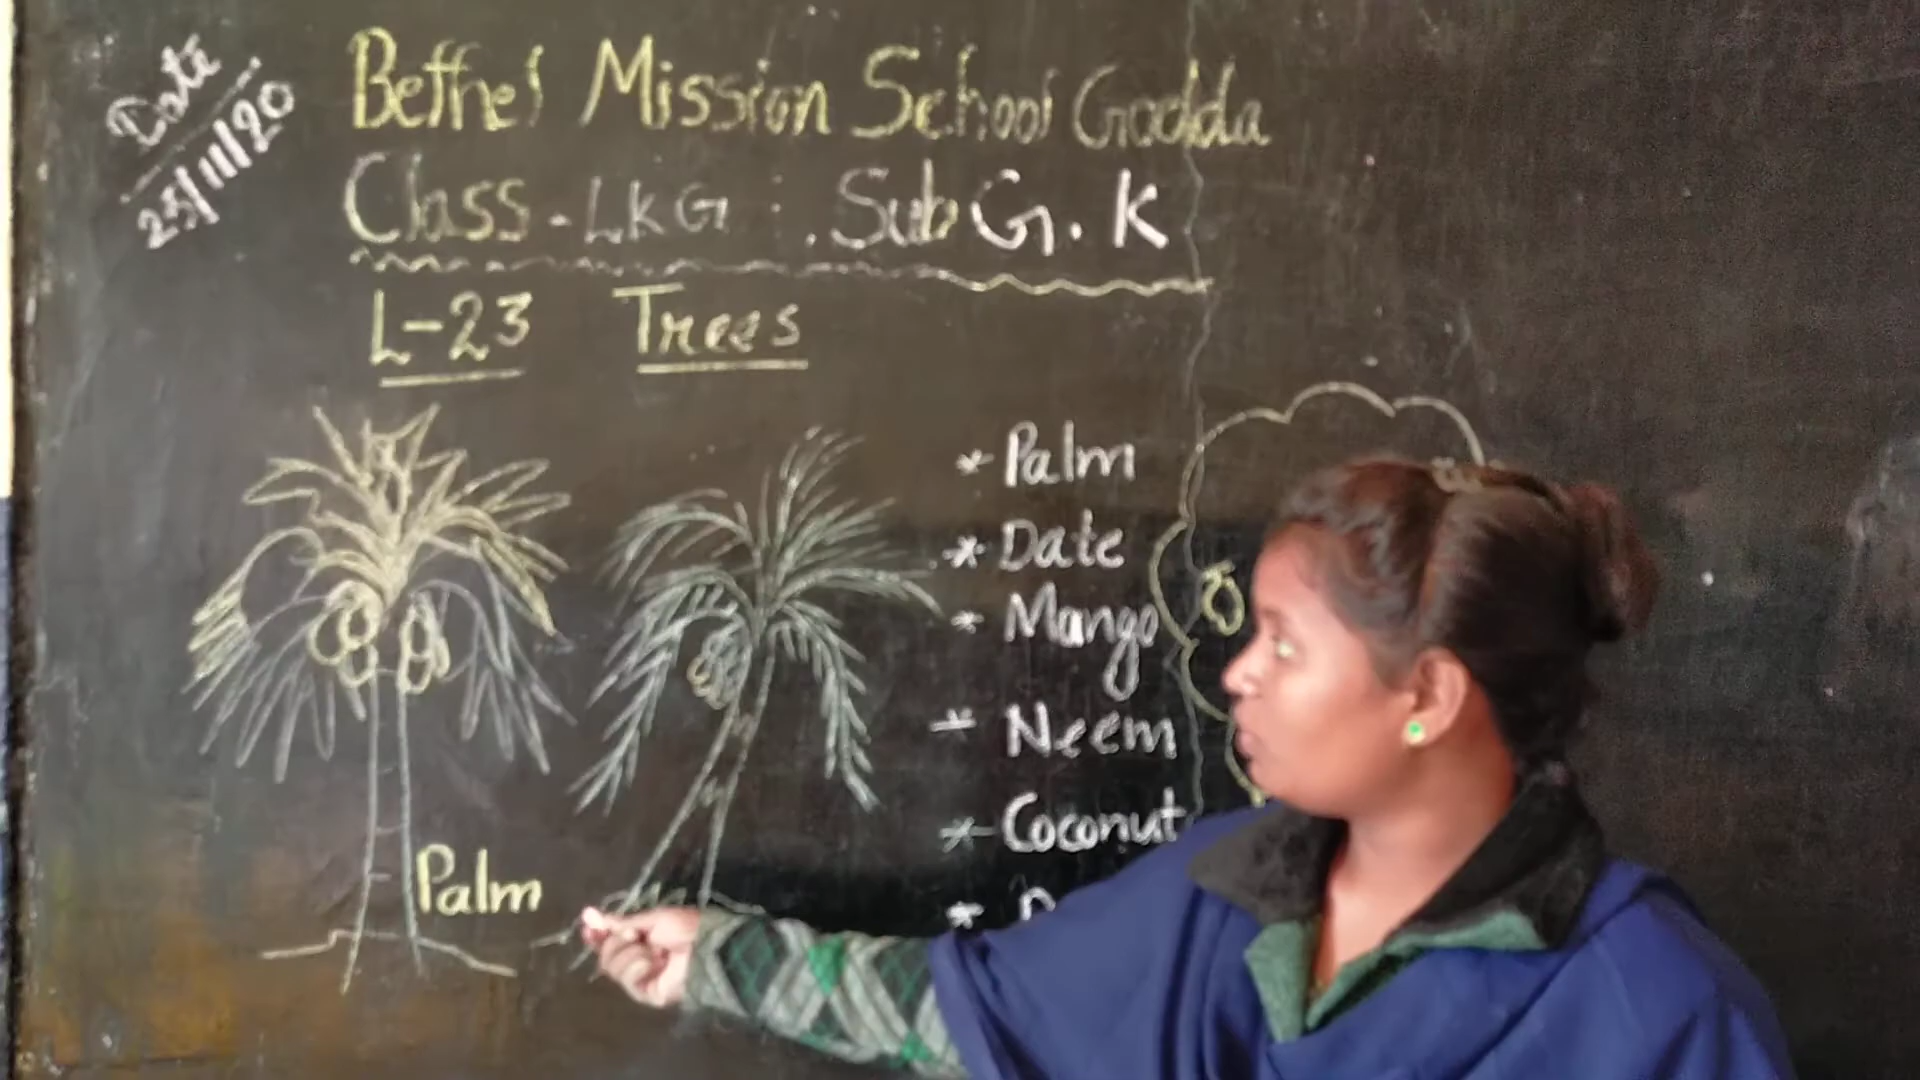 Date
25/11/20
Bethel Mission School Godda
Class - LKG : Sub G. K
L-23 Trees
* Palm
* Date
* Mango
* Neem
* Coconut
*
Palm